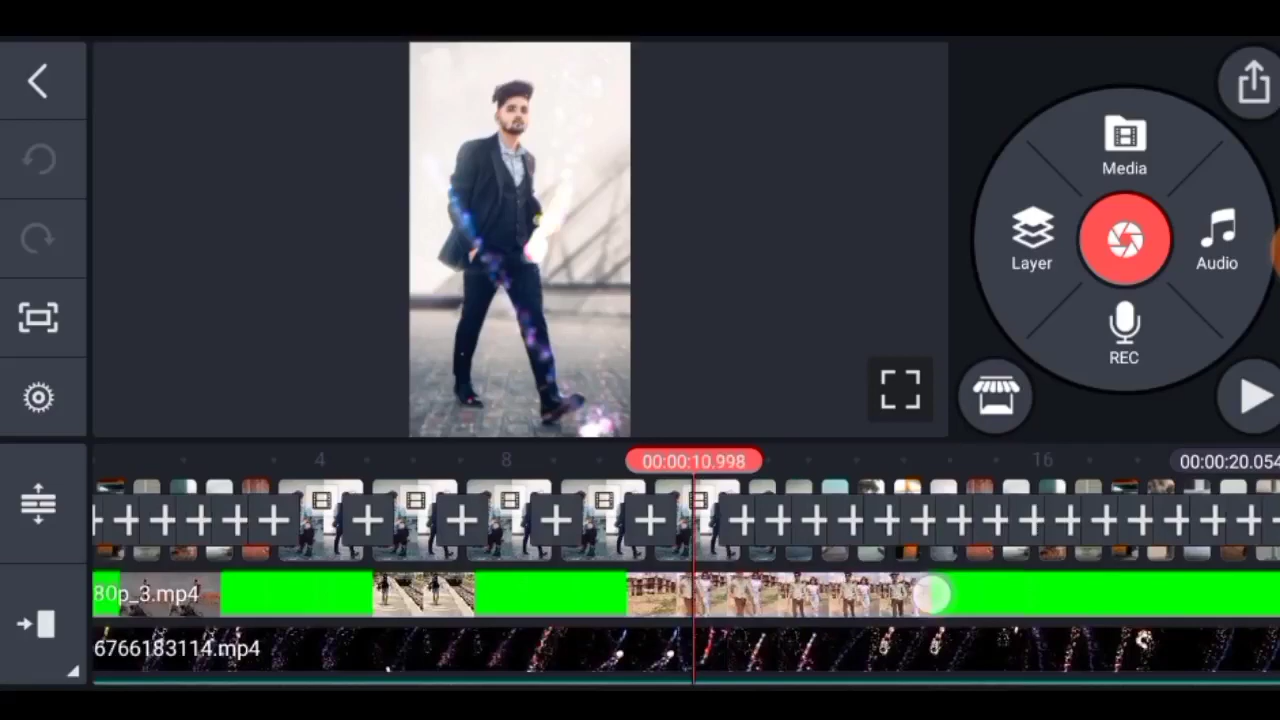 Media
Layer
Audio
REC
4
8
00:00:10.998
16
00:00:20.054
80p_3.mp4
6766183114.mp4